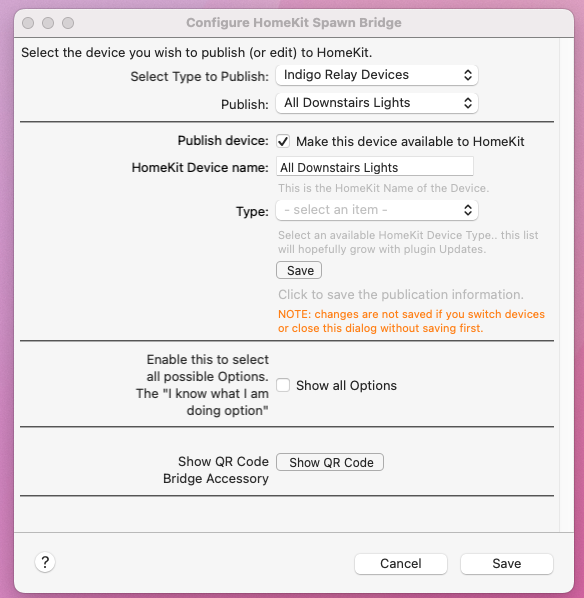 Configure HomeKit Spawn Bridge
Select the device you wish to publish (or edit) to HomeKit.
Select Type to Publish: Indigo Relay Devices
Publish: All Downstairs Lights
Publish device: Make this device available to HomeKit
HomeKit Device name: All Downstairs Lights
This is the HomeKit Name of the Device.
Type: - select an item -
Select an available HomeKit Device Type.. this list
will hopefully grow with plugin Updates.
Save
Click to save the publication information.
NOTE: changes are not saved if you switch devices
or close this dialog without saving first.
Enable this to select
all possible Options.
The "I know what I am
doing option"
Show all Options
Show QR Code
Bridge Accessory
Show QR Code
?
Cancel
Save